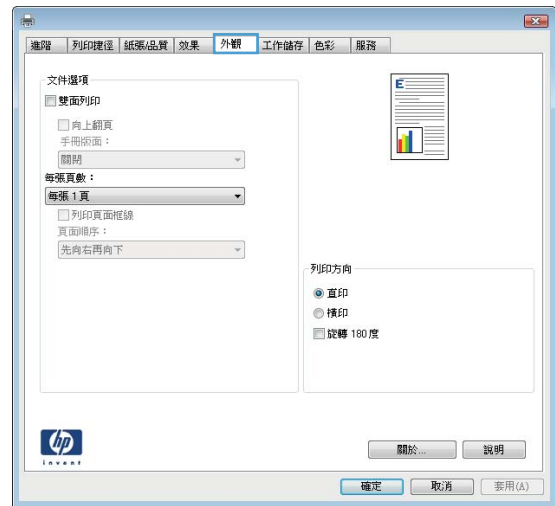 進階 列印捷徑 紙張/品質 效果 外觀 工作儲存 色彩 服務
文件選項
雙面列印
向上翻頁
手冊版面：
關閉
每張頁數：
每張 1 頁
列印頁面框線
頁面順序：
先向右再向下
E
列印方向
直印
橫印
旋轉 180 度
hp
invent
關於... 說明
確定 取消 套用(A)